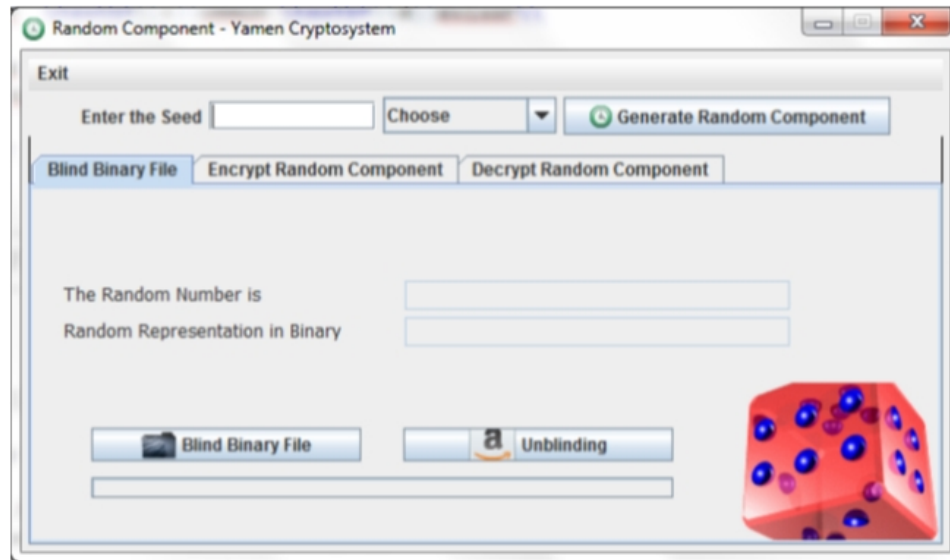 Random Component - Yamen Cryptosystem
Exit
Enter the Seed Choose Generate Random Component
Blind Binary File Encrypt Random Component Decrypt Random Component
The Random Number is
Random Representation in Binary
Blind Binary File a Unblinding